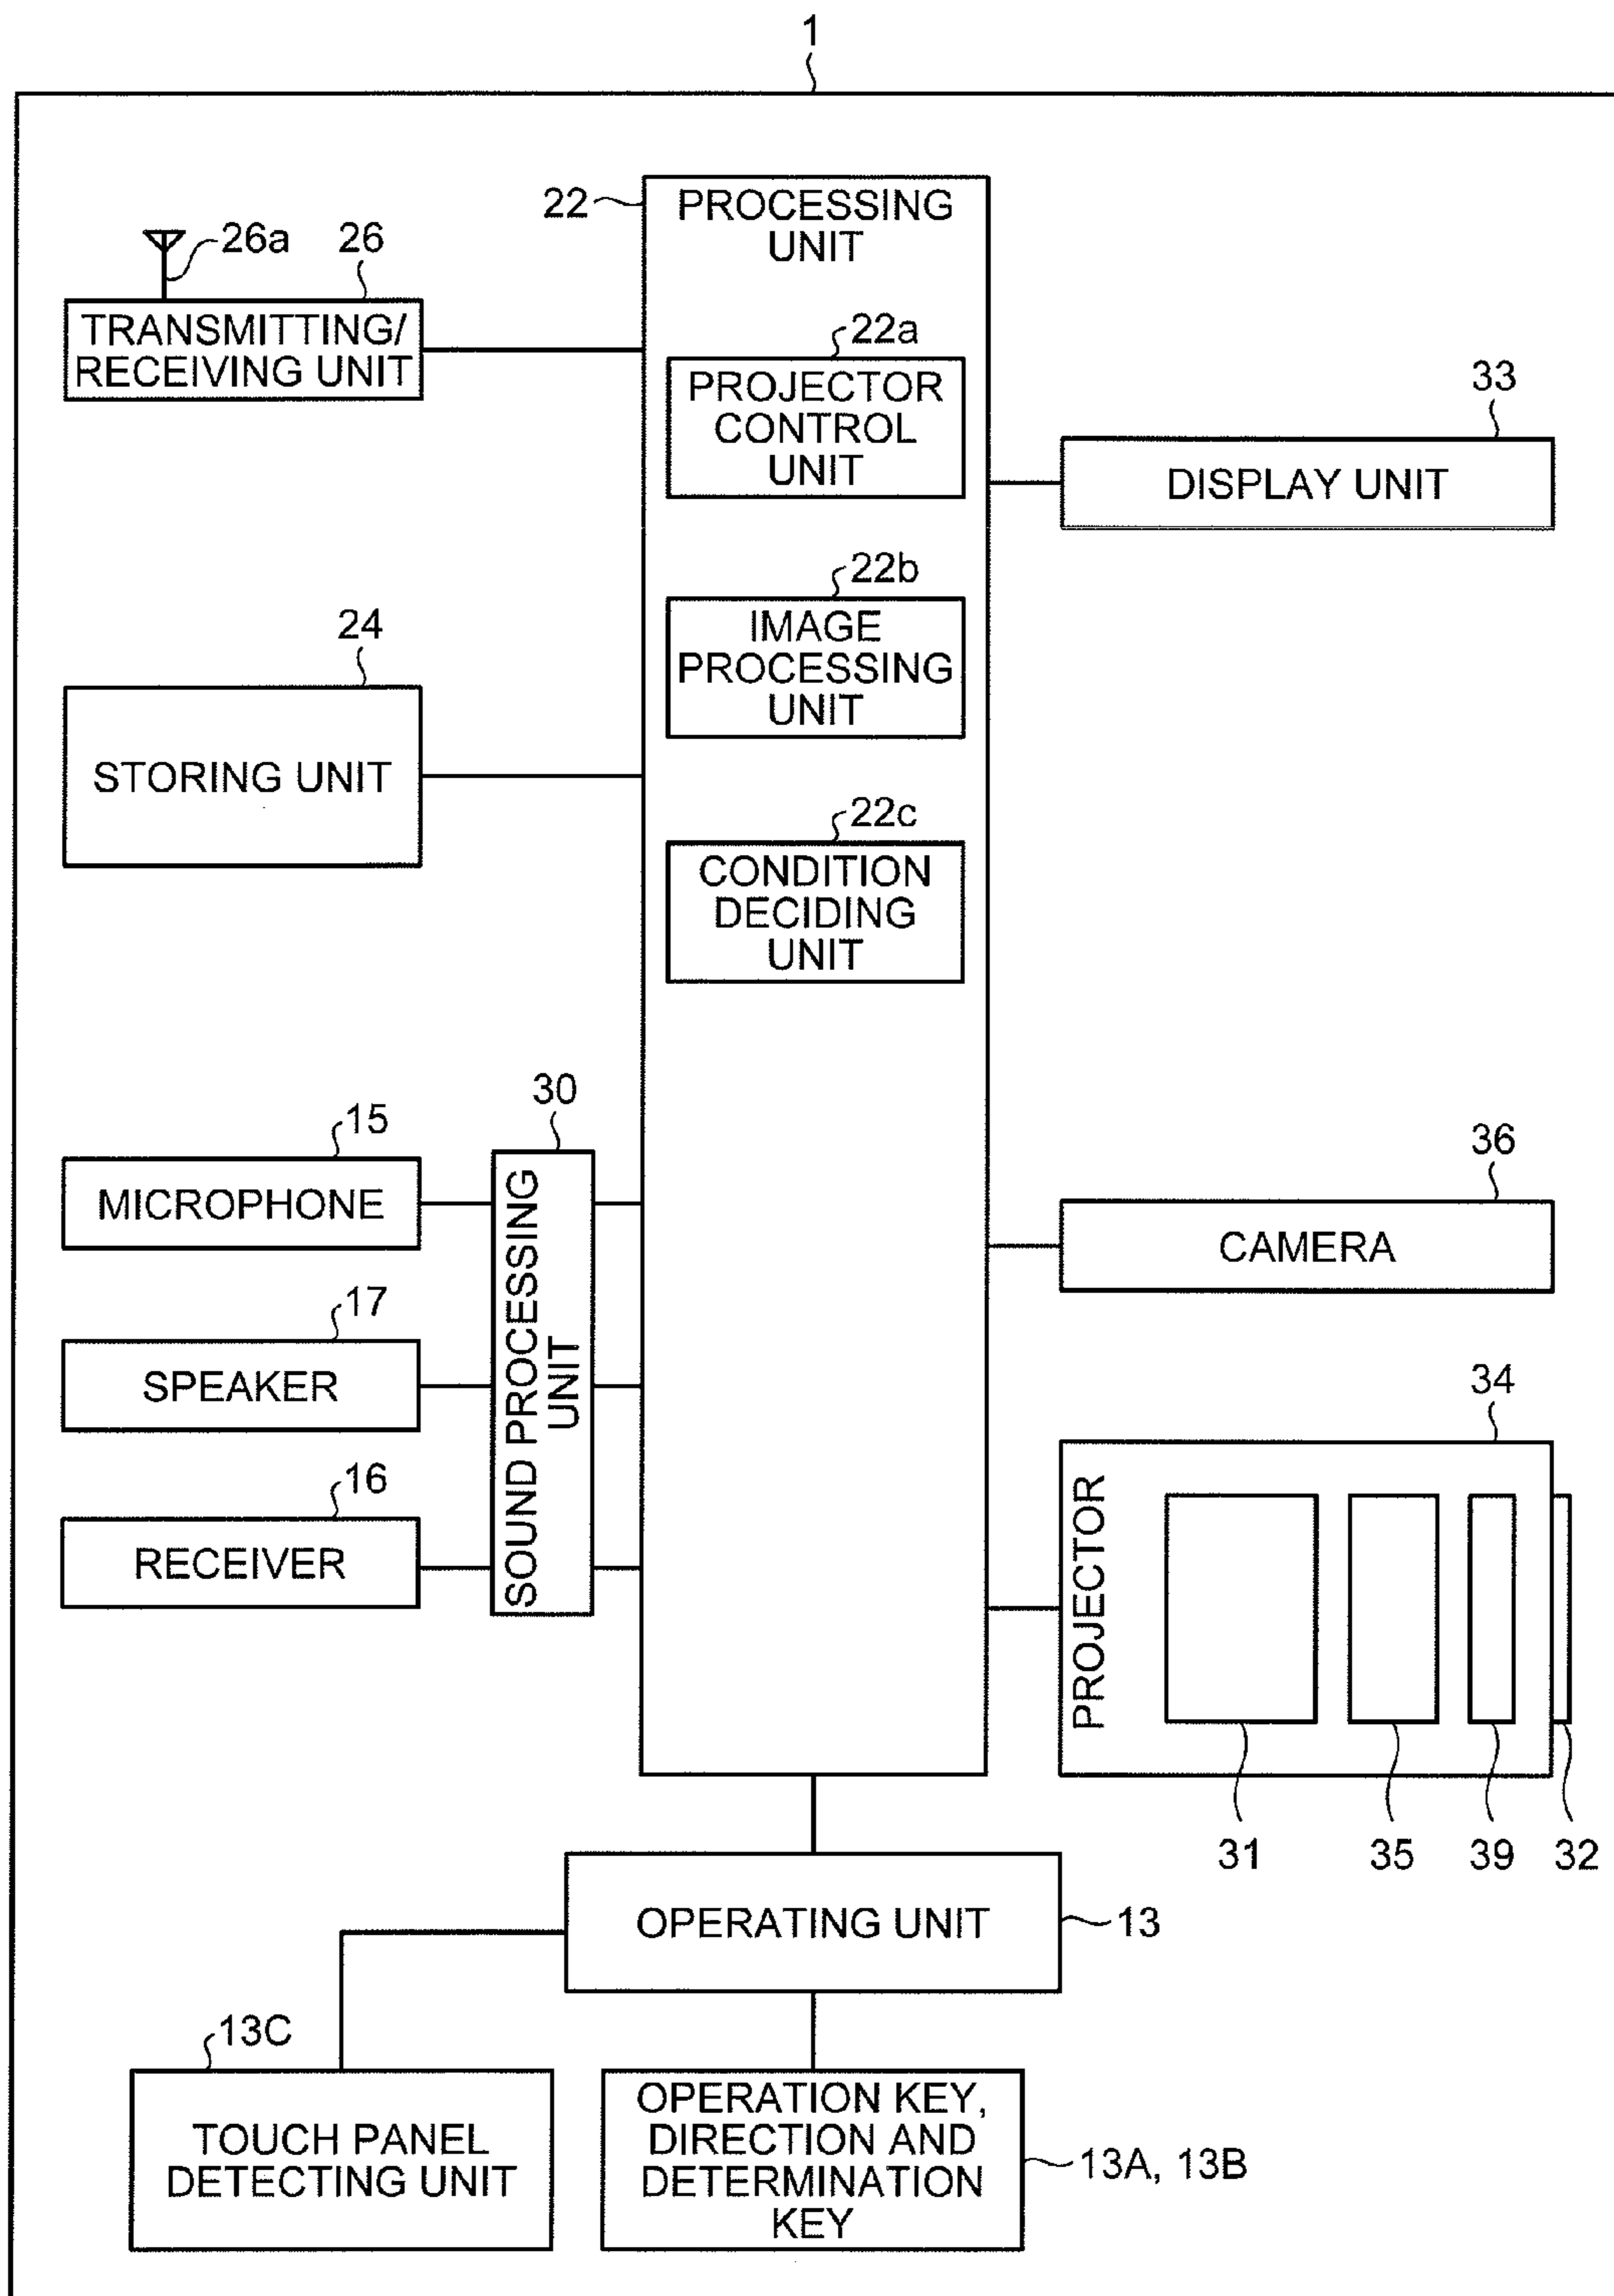 1
22
PROCESSING
UNIT
26a
26
TRANSMITTING/
RECEIVING UNIT
22a
PROJECTOR
CONTROL
UNIT
33
DISPLAY UNIT
22b
IMAGE
PROCESSING
UNIT
24
STORING UNIT
22c
CONDITION
DECIDING
UNIT
30
SOUND PROCESSING
UNIT
15
MICROPHONE
36
CAMERA
17
SPEAKER
34
PROJECTOR
16
RECEIVER
31
35
39
32
OPERATING UNIT
13
13C
TOUCH PANEL
DETECTING UNIT
OPERATION KEY,
DIRECTION AND
DETERMINATION
KEY
13A, 13B